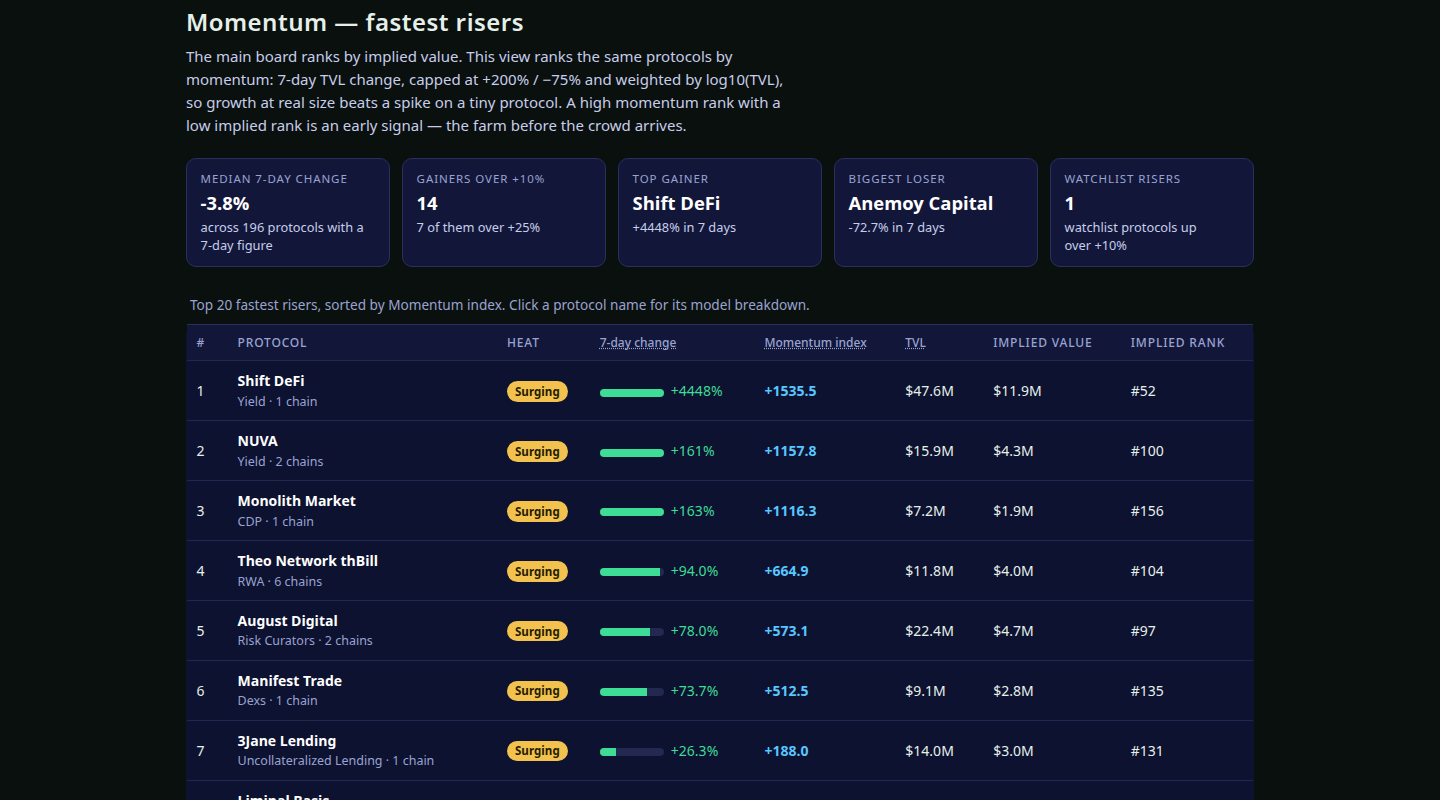 Momentum — fastest risers
The main board ranks by implied value. This view ranks the same protocols by
momentum: 7-day TVL change, capped at +200% / −75% and weighted by log10(TVL),
so growth at real size beats a spike on a tiny protocol. A high momentum rank with a
low implied rank is an early signal — the farm before the crowd arrives.
MEDIAN 7-DAY CHANGE
-3.8%
across 196 protocols with a
7-day figure
GAINERS OVER +10%
14
7 of them over +25%
TOP GAINER
Shift DeFi
+4448% in 7 days
BIGGEST LOSER
Anemoy Capital
-72.7% in 7 days
WATCHLIST RISERS
1
watchlist protocols up
over +10%
Top 20 fastest risers, sorted by Momentum index. Click a protocol name for its model breakdown.
# PROTOCOL HEAT 7-day change Momentum index TVL IMPLIED VALUE IMPLIED RANK
1 Shift DeFi Surging +4448% +1535.5 $47.6M $11.9M #52
Yield · 1 chain
2 NUVA Surging +161% +1157.8 $15.9M $4.3M #100
Yield · 2 chains
3 Monolith Market Surging +163% +1116.3 $7.2M $1.9M #156
CDP · 1 chain
4 Theo Network thBill Surging +94.0% +664.9 $11.8M $4.0M #104
RWA · 6 chains
5 August Digital Surging +78.0% +573.1 $22.4M $4.7M #97
Risk Curators · 2 chains
6 Manifest Trade Surging +73.7% +512.5 $9.1M $2.8M #135
Dexs · 1 chain
7 3Jane Lending Surging +26.3% +188.0 $14.0M $3.0M #131
Uncollateralized Lending · 1 chain
Liminal Basis